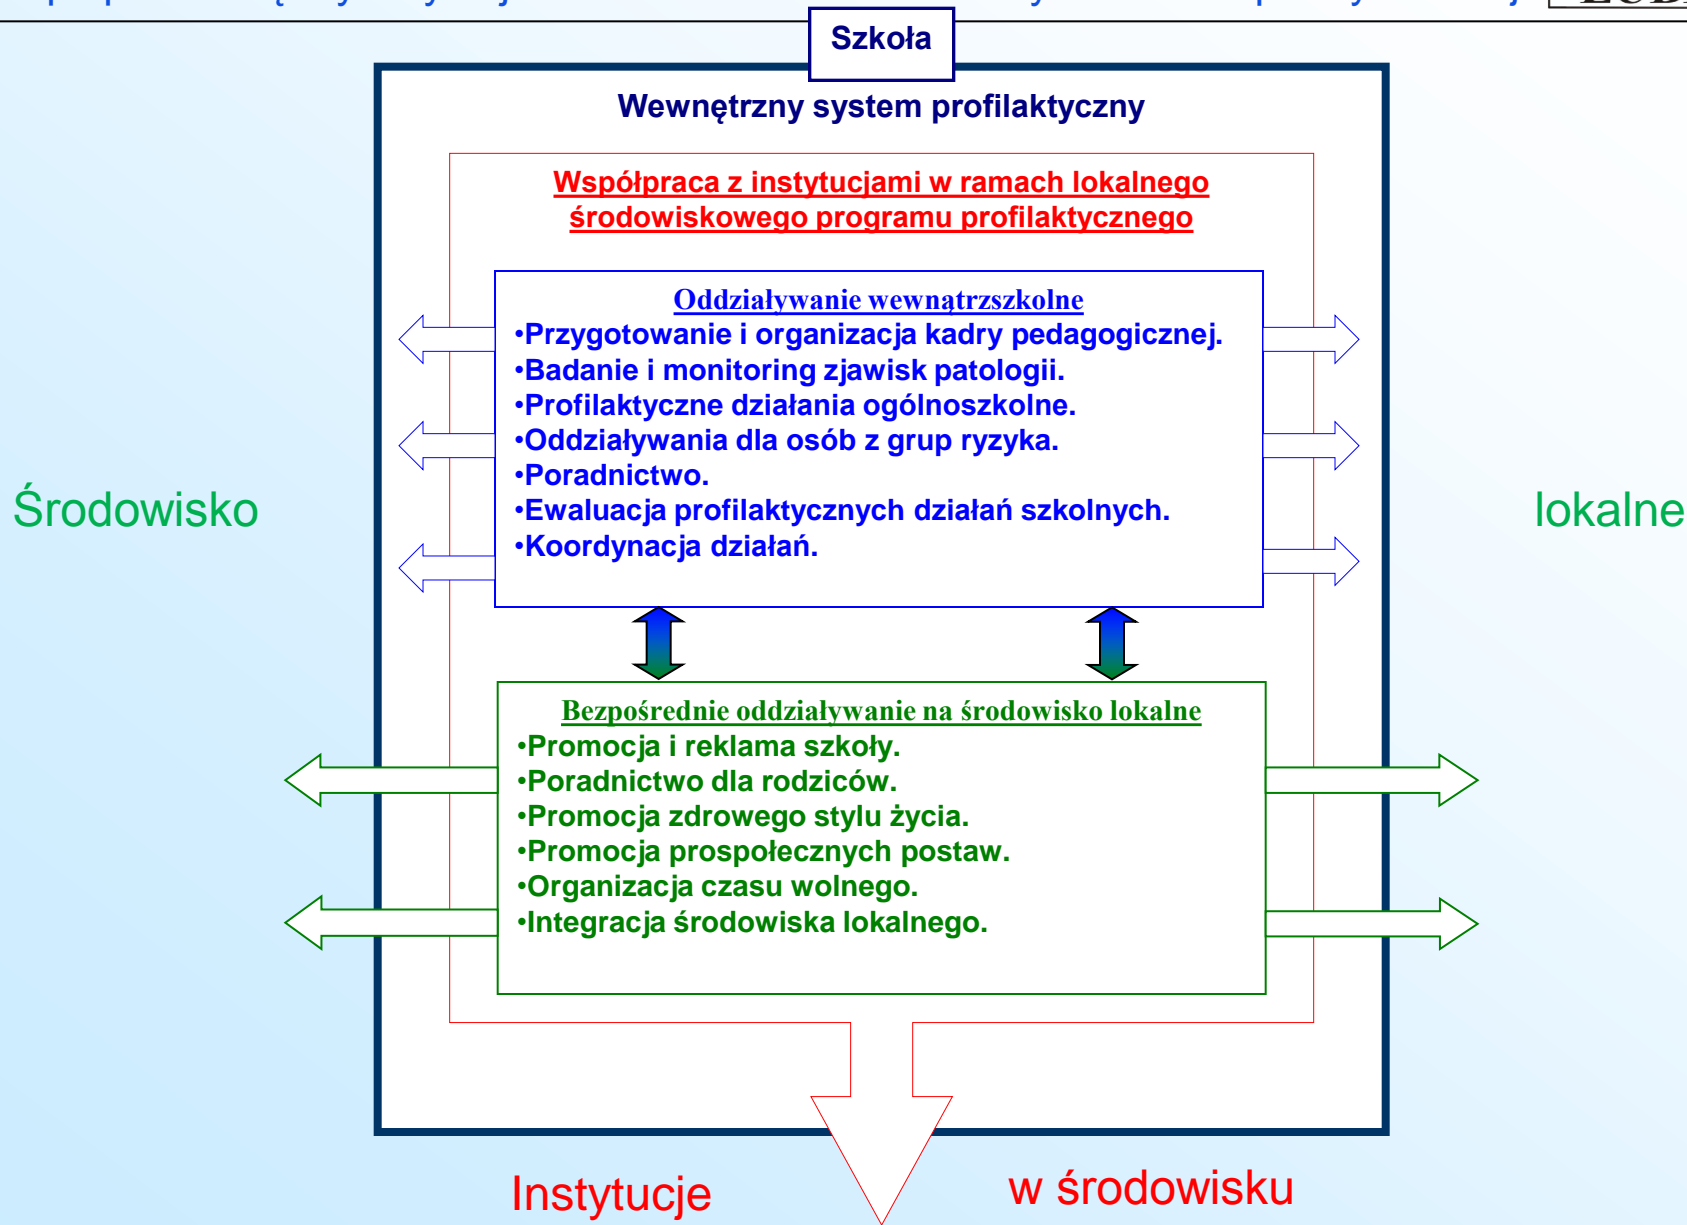 Szkoła
Wewnętrzny system profilaktyczny
Współpraca z instytucjami w ramach lokalnego
środowiskowego programu profilaktycznego
Oddziaływanie wewnątrzszkolne
•Przygotowanie i organizacja kadry pedagogicznej.
•Badanie i monitoring zjawisk patologii.
•Profilaktyczne działania ogólnoszkolne.
•Oddziaływania dla osób z grup ryzyka.
•Poradnictwo.
•Ewaluacja profilaktycznych działań szkolnych.
•Koordynacja działań.
Środowisko lokalne
Bezpośrednie oddziaływanie na środowisko lokalne
•Promocja i reklama szkoły.
•Poradnictwo dla rodziców.
•Promocja zdrowego stylu życia.
•Promocja prospołecznych postaw.
•Organizacja czasu wolnego.
•Integracja środowiska lokalnego.
Instytucje w środowisku